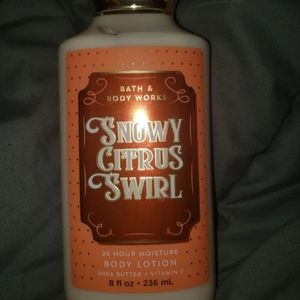 BATH &
BODY WORKS
SNOWY
CITRUS
SWIRL
24 HOUR MOISTURE
BODY LOTION
SHEA BUTTER + VITAMIN E
8 fl oz • 236 mL